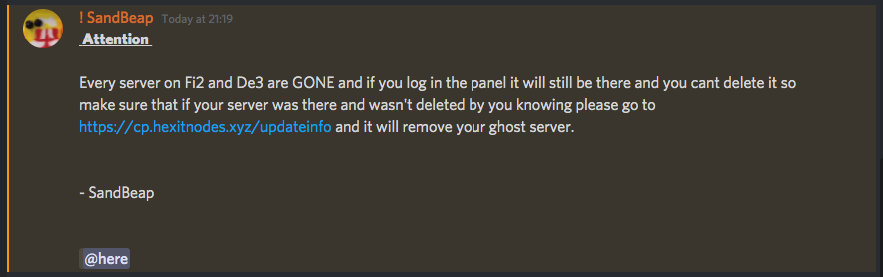 ! SandBeap Today at 21:19
Attention
Every server on Fi2 and De3 are GONE and if you log in the panel it will still be there and you cant delete it so
make sure that if your server was there and wasn't deleted by you knowing please go to
https://cp.hexitnodes.xyz/updateinfo and it will remove your ghost server.
- SandBeap
@here